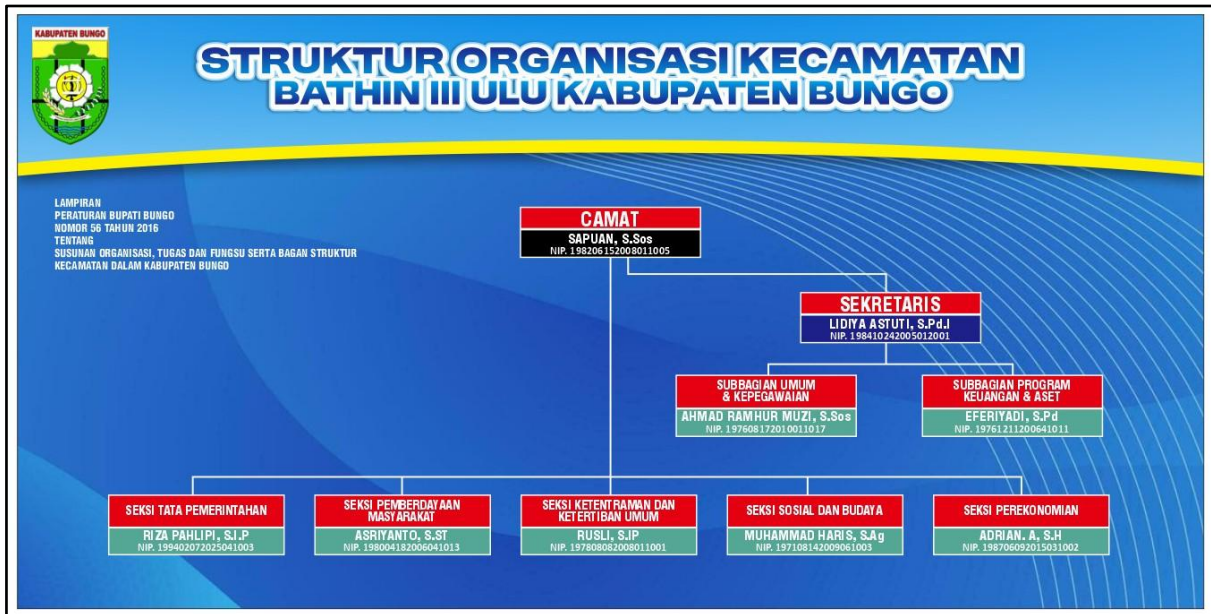 KABUPATEN BUNGO
STRUKTUR ORGANISASI KECAMATAN
BATHIN III ULU KABUPATEN BUNGO
LAMPIRAN
PERATURAN BUPATI BUNGO
NOMOR 56 TAHUN 2016
TENTANG
SUSUNAN ORGANISASI, TUGAS DAN FUNGSU SERTA BAGAN STRUKTUR
KECAMATAN DALAM KABUPATEN BUNGO
CAMAT
SAPUAN, S.Sos
NIP. 198206152008011005
SEKRETARIS
LIDIYA ASTUTI, S.Pd.I
NIP. 198410242005012001
SUBBAGIAN UMUM
& KEPEGAWAIAN
AHMAD RAMHUR MUZI, S.Sos
NIP. 197608172010011017
SUBBAGIAN PROGRAM
KEUANGAN & ASET
EFERIYADI, S.Pd
NIP. 19761211200641011
SEKSI TATA PEMERINTAHAN
RIZA PAHLIPI, S.I.P
NIP. 199402072025041003
SEKSI PEMBERDAYAAN
MASYARAKAT
ASRIYANTO, S.ST
NIP. 198004182006041013
SEKSI KETENTRAMAN DAN
KETERTIBAN UMUM
RUSLI, S.IP
NIP. 197808082008011001
SEKSI SOSIAL DAN BUDAYA
MUHAMMAD HARIS, S.Ag
NIP. 197108142009061003
SEKSI PEREKONOMIAN
ADRIAN. A, S.H
NIP. 198706092015031002